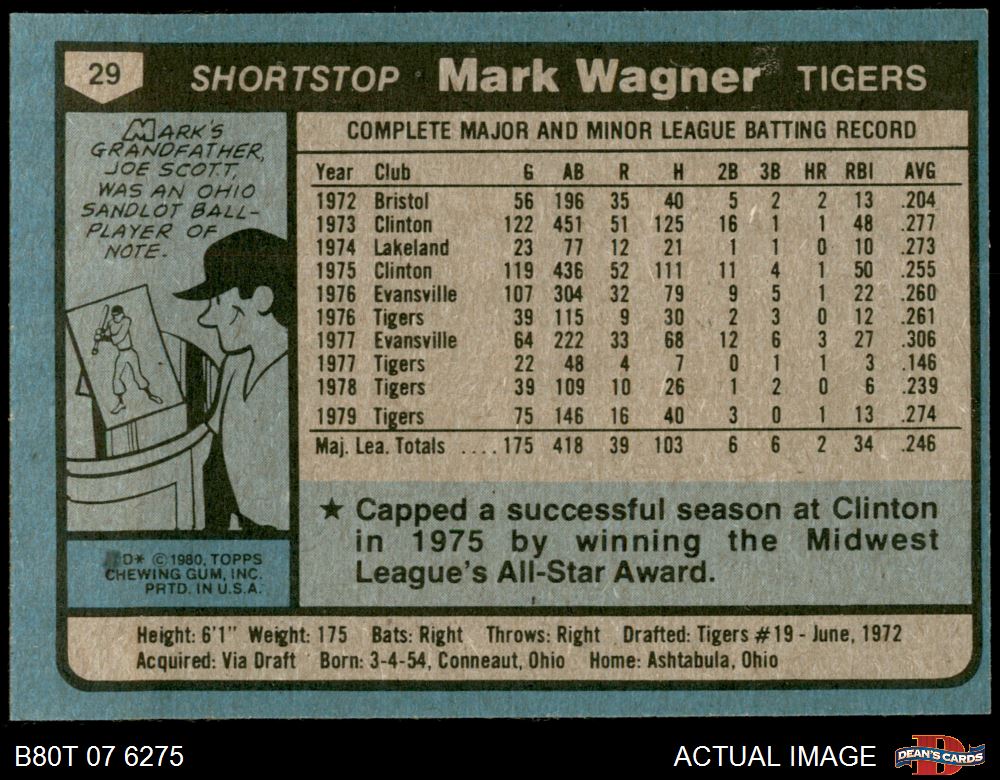 29 SHORTSTOP Mark Wagner TIGERS
MARK'S
GRANDFATHER,
JOE SCOTT,
WAS AN OHIO
SANDLOT BALL-
PLAYER OF
NOTE.
D* © 1980, TOPPS
CHEWING GUM, INC.
PRTD. IN U.S.A.
COMPLETE MAJOR AND MINOR LEAGUE BATTING RECORD
Year Club G AB R H 2B 3B HR RBI AVG
1972 Bristol 56 196 35 40 5 2 2 13 .204
1973 Clinton 122 451 51 125 16 1 1 48 .277
1974 Lakeland 23 77 12 21 1 1 0 10 .273
1975 Clinton 119 436 52 111 11 4 1 50 .255
1976 Evansville 107 304 32 79 9 5 1 22 .260
1976 Tigers 39 115 9 30 2 3 0 12 .261
1977 Evansville 64 222 33 68 12 6 3 27 .306
1977 Tigers 22 48 4 7 0 1 1 3 .146
1978 Tigers 39 109 10 26 1 2 0 6 .239
1979 Tigers 75 146 16 40 3 0 1 13 .274
Maj. Lea. Totals ....175 418 39 103 6 6 2 34 .246
★ Capped a successful season at Clinton
in 1975 by winning the Midwest
League's All-Star Award.
Height: 6'1" Weight: 175 Bats: Right Throws: Right Drafted: Tigers #19 - June, 1972
Acquired: Via Draft Born: 3-4-54, Conneaut, Ohio Home: Ashtabula, Ohio
B80T 07 6275 ACTUAL IMAGE DEAN'S CARDS